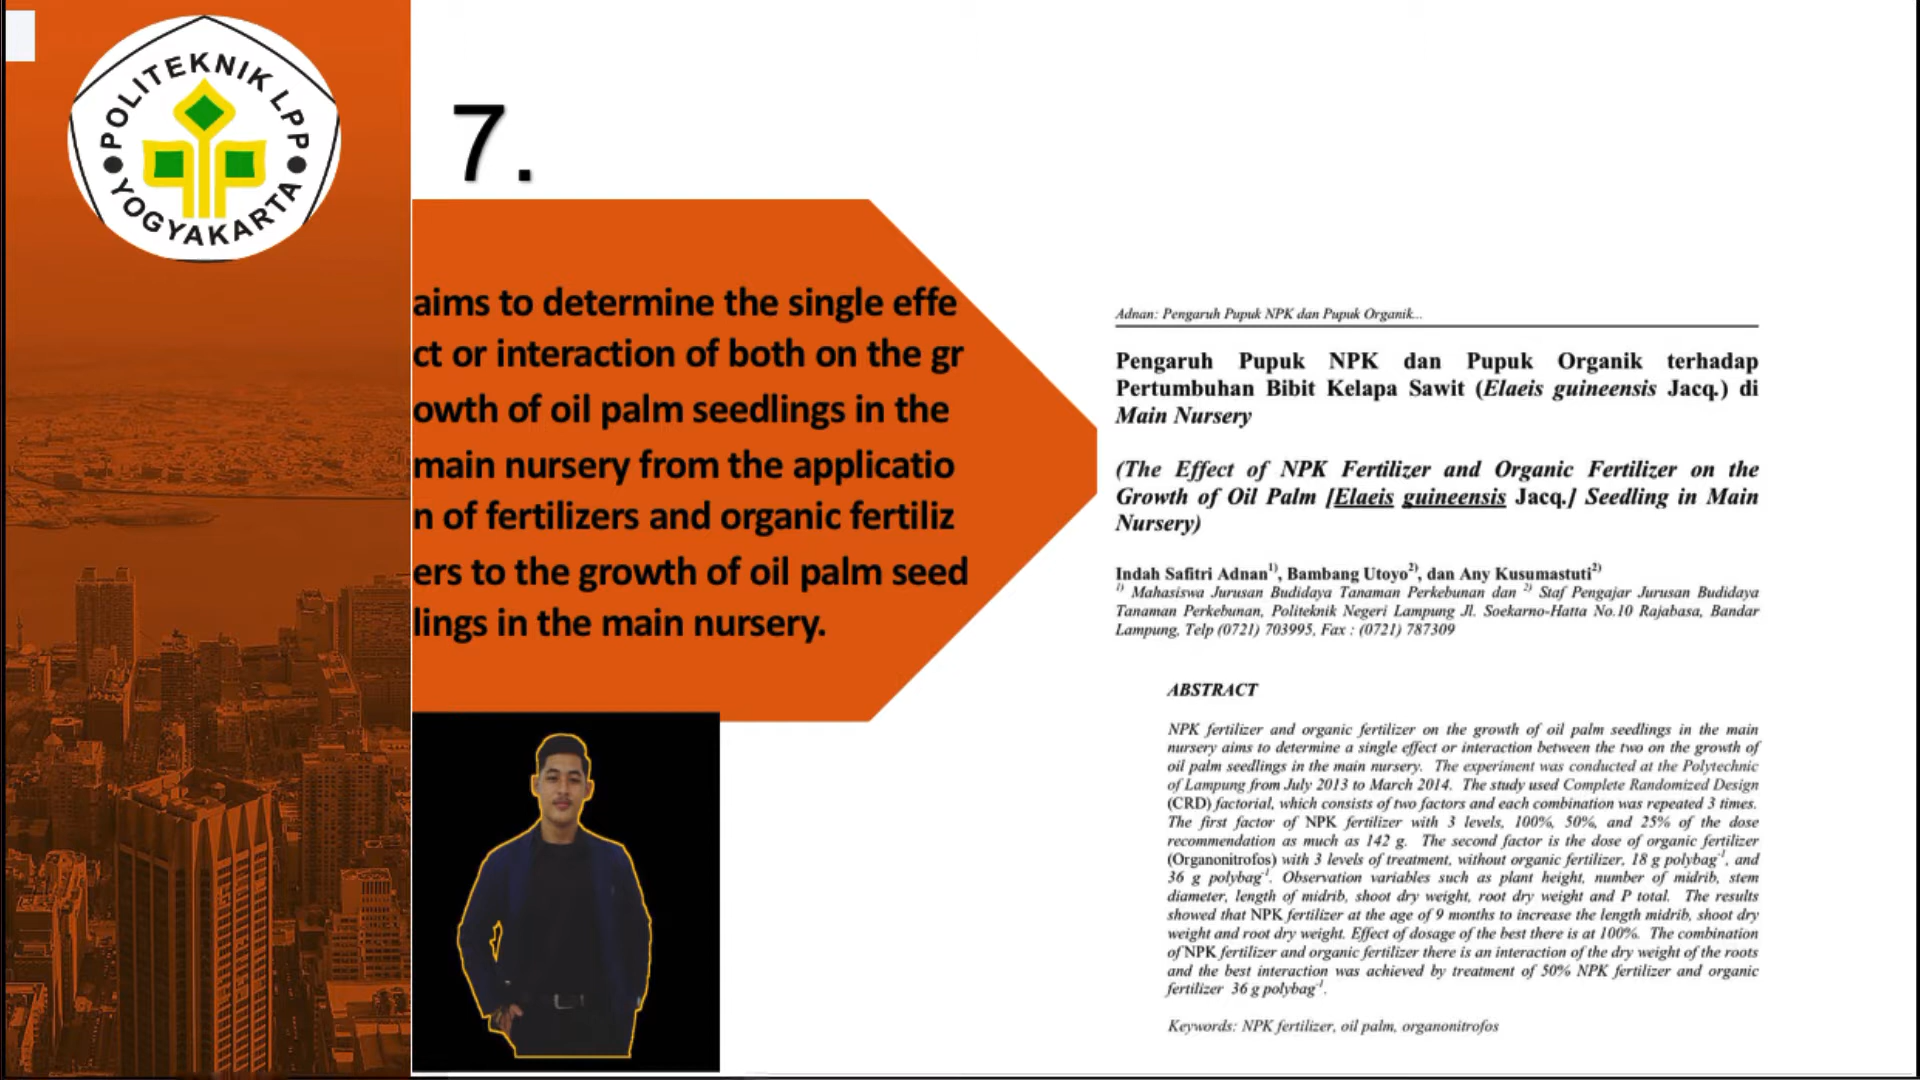 POLITEKNIK LPP
YOGYAKARTA
7.
aims to determine the single effe
ct or interaction of both on the gr
owth of oil palm seedlings in the
main nursery from the applicatio
n of fertilizers and organic fertiliz
ers to the growth of oil palm seed
lings in the main nursery.
Adnan: Pengaruh Pupuk NPK dan Pupuk Organik...
Pengaruh Pupuk NPK dan Pupuk Organik terhadap
Pertumbuhan Bibit Kelapa Sawit (Elaeis guineensis Jacq.) di
Main Nursery
(The Effect of NPK Fertilizer and Organic Fertilizer on the
Growth of Oil Palm [Elaeis guineensis Jacq.] Seedling in Main
Nursery)
Indah Safitri Adnan1), Bambang Utoyo2), dan Any Kusumastuti2)
1) Mahasiswa Jurusan Budidaya Tanaman Perkebunan dan 2) Staf Pengajar Jurusan Budidaya
Tanaman Perkebunan, Politeknik Negeri Lampung Jl. Soekarno-Hatta No.10 Rajabasa, Bandar
Lampung, Telp (0721) 703995, Fax : (0721) 787309
ABSTRACT
NPK fertilizer and organic fertilizer on the growth of oil palm seedlings in the main
nursery aims to determine a single effect or interaction between the two on the growth of
oil palm seedlings in the main nursery. The experiment was conducted at the Polytechnic
of Lampung from July 2013 to March 2014. The study used Complete Randomized Design
(CRD) factorial, which consists of two factors and each combination was repeated 3 times.
The first factor of NPK fertilizer with 3 levels, 100%, 50%, and 25% of the dose
recommendation as much as 142 g. The second factor is the dose of organic fertilizer
(Organonitrofos) with 3 levels of treatment, without organic fertilizer, 18 g polybag-1, and
36 g polybag-1. Observation variables such as plant height, number of midrib, stem
diameter, length of midrib, shoot dry weight, root dry weight and P total. The results
showed that NPK fertilizer at the age of 9 months to increase the length midrib, shoot dry
weight and root dry weight. Effect of dosage of the best there is at 100%. The combination
of NPK fertilizer and organic fertilizer there is an interaction of the dry weight of the roots
and the best interaction was achieved by treatment of 50% NPK fertilizer and organic
fertilizer 36 g polybag-1.
Keywords: NPK fertilizer, oil palm, organonitrofos